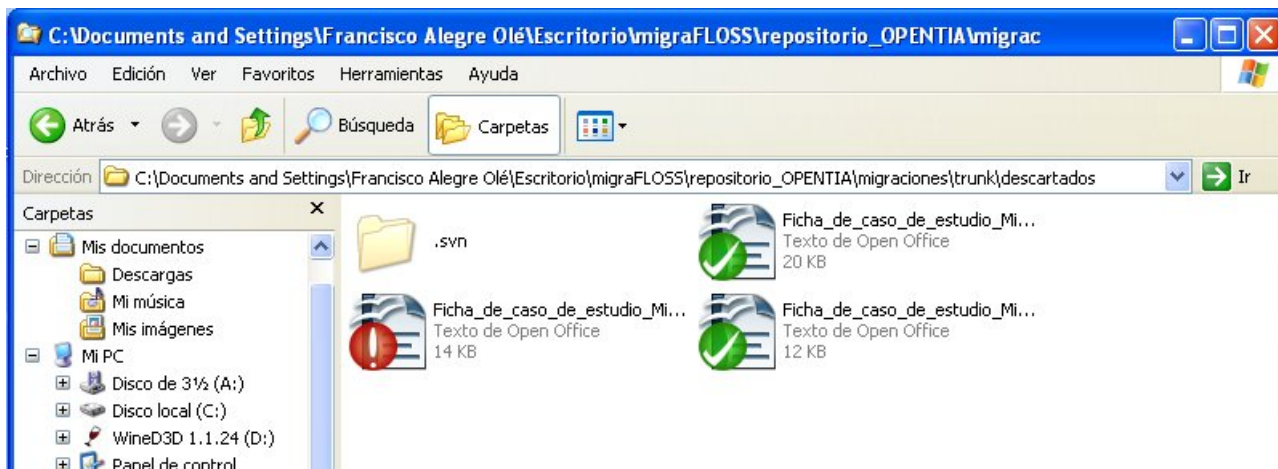 C:\Documents and Settings\Francisco Alegre Olé\Escritorio\migraFLOSS\repositorio_OPENTIA\migrac
Archivo Edición Ver Favoritos Herramientas Ayuda
Atrás Búsqueda Carpetas
Dirección C:\Documents and Settings\Francisco Alegre Olé\Escritorio\migraFLOSS\repositorio_OPENTIA\migraciones\trunk\descartados Ir
Carpetas
Mis documentos
Descargas
Mi música
Mis imágenes
Mi PC
Disco de 3½ (A:)
Disco local (C:)
WineD3D 1.1.24 (D:)
Panel de control
.svn
Ficha_de_caso_de_estudio_Mi...
Texto de Open Office
20 KB
Ficha_de_caso_de_estudio_Mi...
Texto de Open Office
14 KB
Ficha_de_caso_de_estudio_Mi...
Texto de Open Office
12 KB